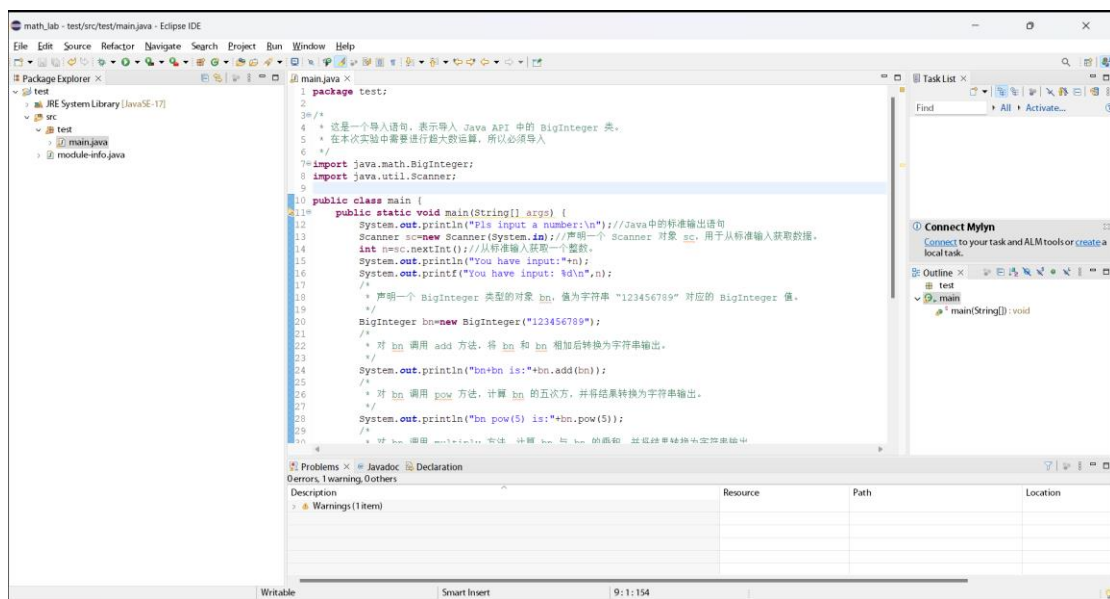 math_lab - test/src/test/main.java - Eclipse IDE
File Edit Source Refactor Navigate Search Project Run Window Help
Package Explorer
test
JRE System Library [JavaSE-17]
src
test
main.java
module-info.java
main.java
1 package test;
2
3 /*
4 * 这是一个导入语句，表示导入 Java API 中的 BigInteger 类。
5 * 在本次实验中需要进行超大数运算，所以必须导入
6 */
7 import java.math.BigInteger;
8 import java.util.Scanner;
9
10 public class main {
11 public static void main(String[] args) {
12 System.out.println("Pls input a number:\n");//Java中的标准输出语句
13 Scanner sc=new Scanner(System.in);//声明一个 Scanner 对象 sc，用于从标准输入获取数据。
14 int n=sc.nextInt();//从标准输入获取一个整数。
15 System.out.println("You have input:"+n);
16 System.out.printf("You have input: %d\n",n);
17 /*
18 * 声明一个 BigInteger 类型的对象 bn，值为字符串 "123456789" 对应的 BigInteger 值。
19 */
20 BigInteger bn=new BigInteger("123456789");
21 /*
22 * 对 bn 调用 add 方法，将 bn 和 bn 相加后转换为字符串输出。
23 */
24 System.out.println("bn+bn is:"+bn.add(bn));
25 /*
26 * 对 bn 调用 pow 方法，计算 bn 的五次方，并将结果转换为字符串输出。
27 */
28 System.out.println("bn pow(5) is:"+bn.pow(5));
29 /*
Task List
Find All Activate...
Connect Mylyn
Connect to your task and ALM tools or create a
local task.
Outline
test
main
main(String[]) : void
Problems Javadoc Declaration
0 errors, 1 warning, 0 others
Description Resource Path Location
Warnings (1 item)
Writable Smart Insert 9 : 1 : 154